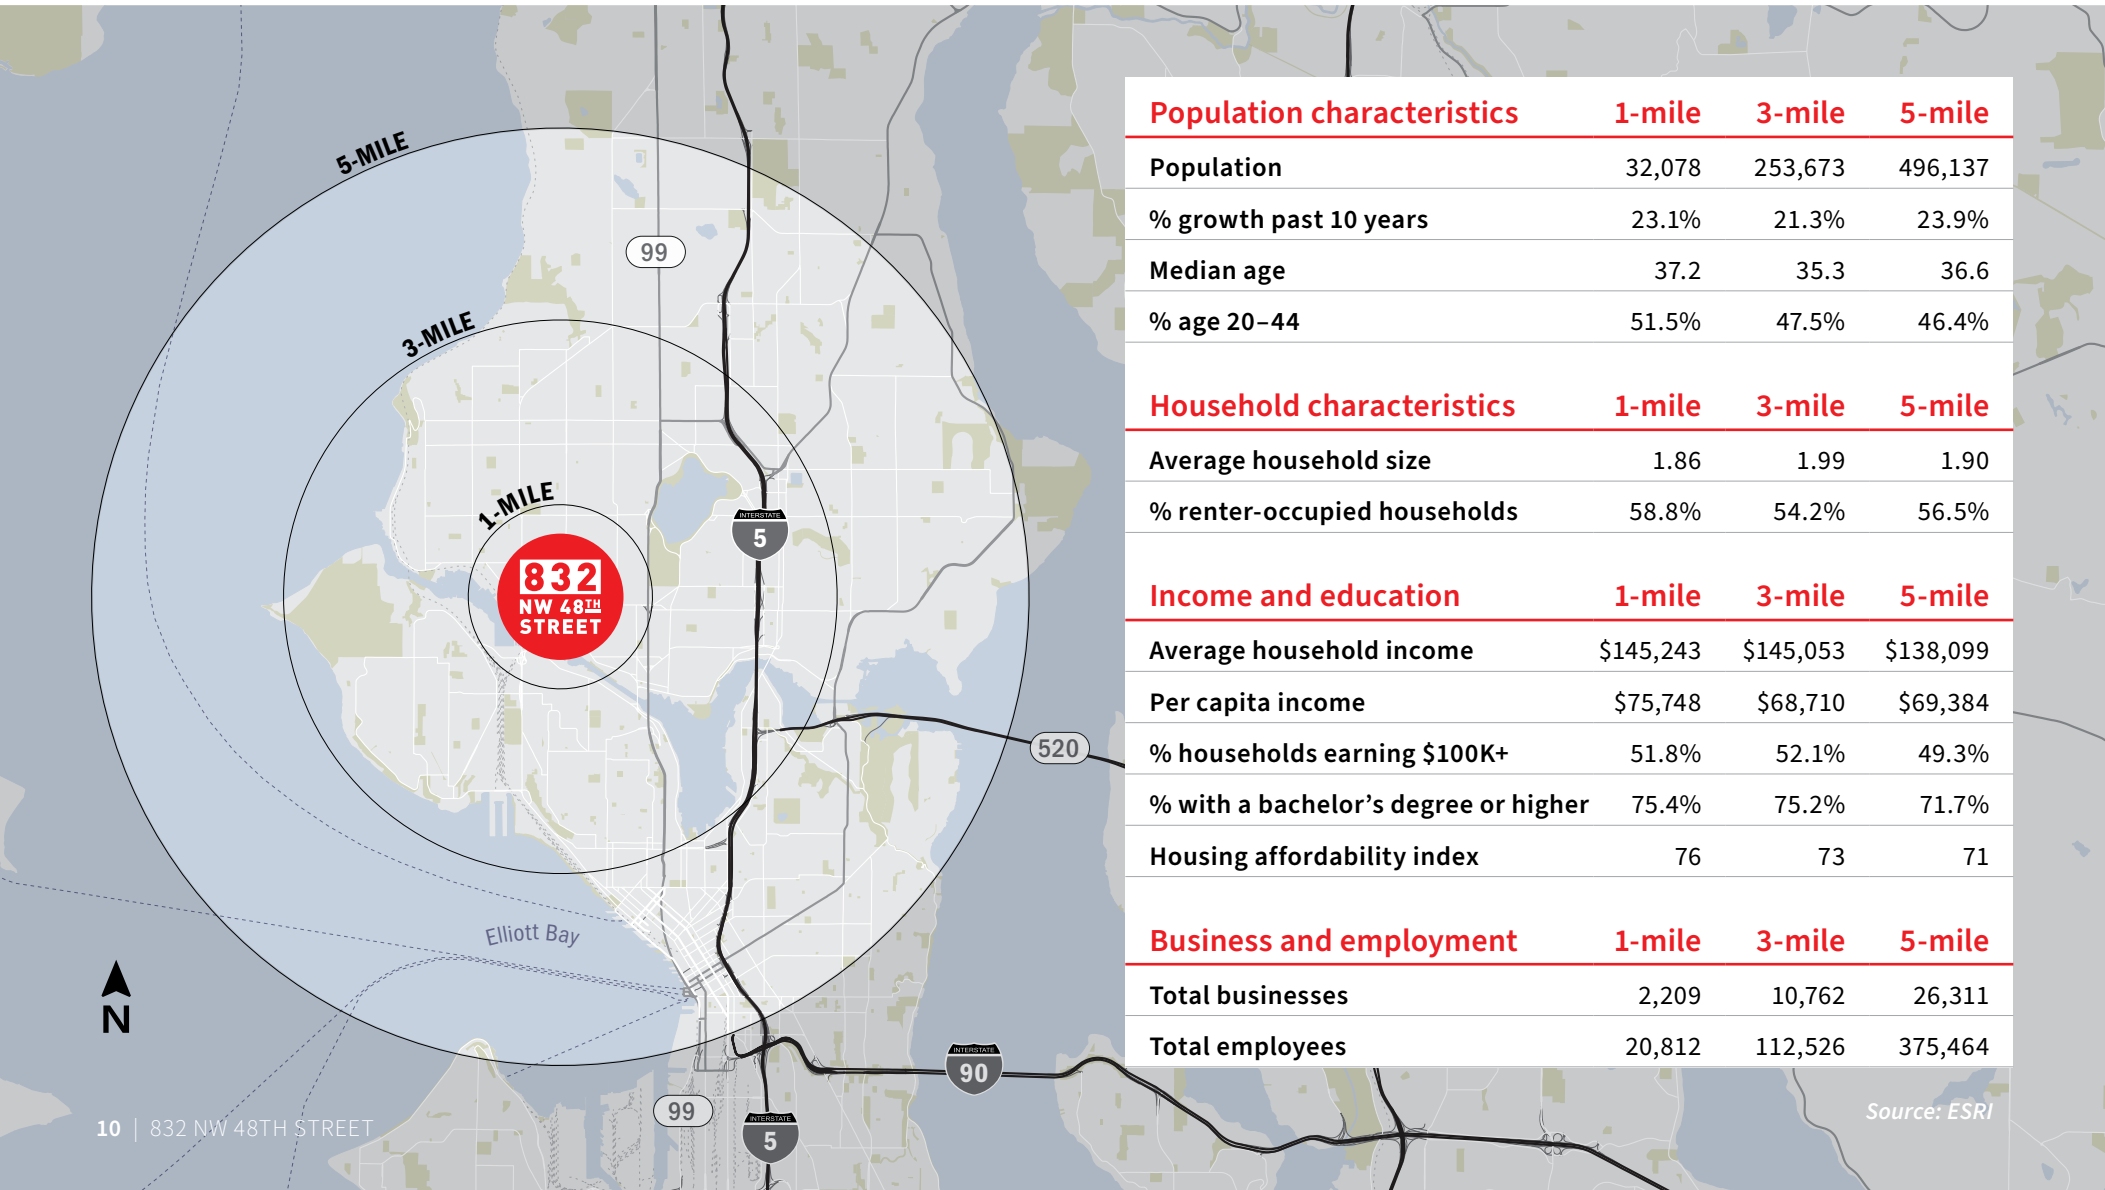 5-MILE
99
3-MILE
1-MILE
INTERSTATE
5
832
NW 48TH
STREET
520
Elliott Bay
N
INTERSTATE
90
99
INTERSTATE
5
Population characteristics 1-mile 3-mile 5-mile
Population 32,078 253,673 496,137
% growth past 10 years 23.1% 21.3% 23.9%
Median age 37.2 35.3 36.6
% age 20–44 51.5% 47.5% 46.4%
Household characteristics 1-mile 3-mile 5-mile
Average household size 1.86 1.99 1.90
% renter-occupied households 58.8% 54.2% 56.5%
Income and education 1-mile 3-mile 5-mile
Average household income $145,243 $145,053 $138,099
Per capita income $75,748 $68,710 $69,384
% households earning $100K+ 51.8% 52.1% 49.3%
% with a bachelor’s degree or higher 75.4% 75.2% 71.7%
Housing affordability index 76 73 71
Business and employment 1-mile 3-mile 5-mile
Total businesses 2,209 10,762 26,311
Total employees 20,812 112,526 375,464
Source: ESRI
10 | 832 NW 48TH STREET